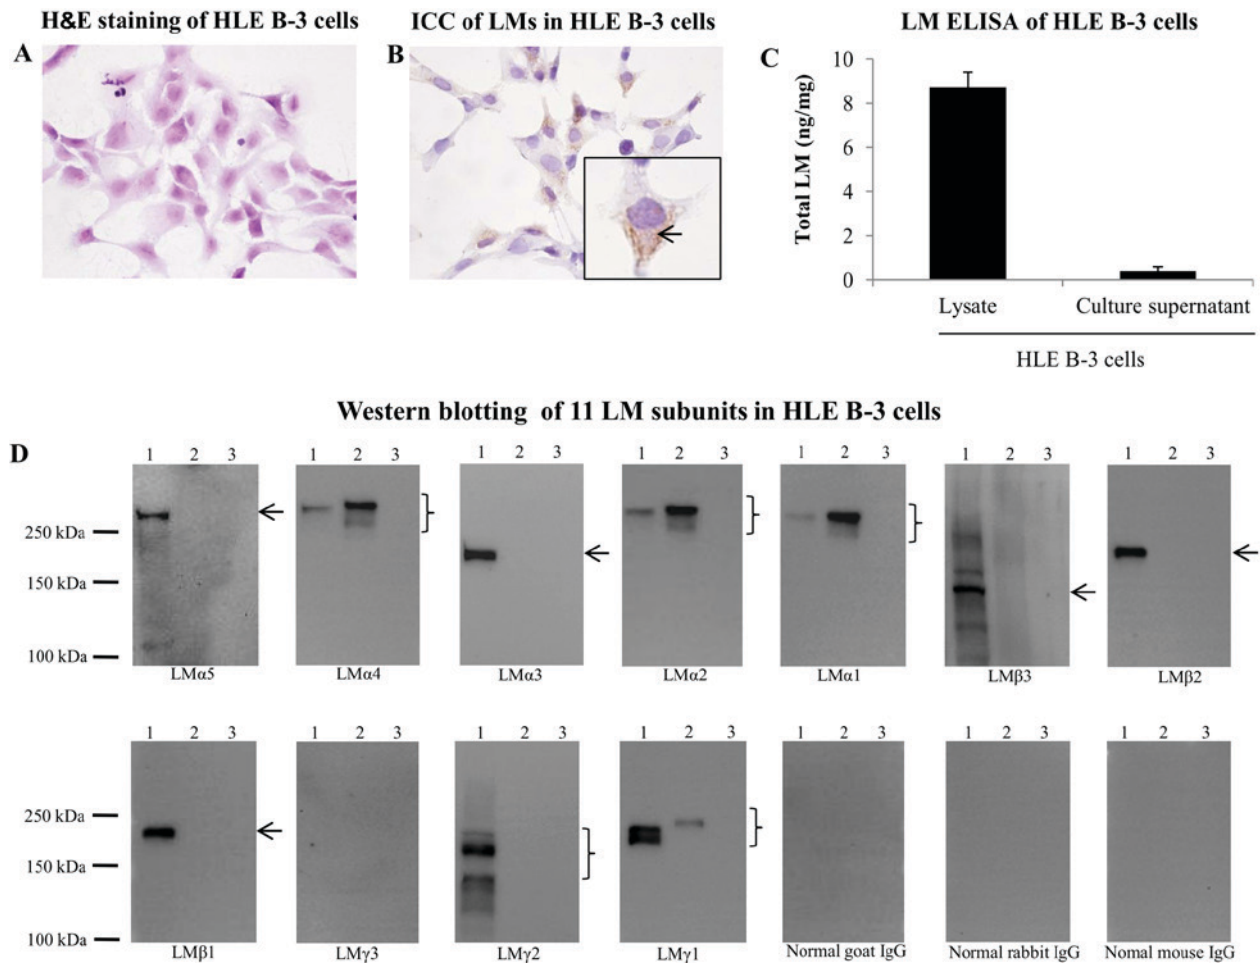 H&E staining of HLE B-3 cells
ICC of LMs in HLE B-3 cells
LM ELISA of HLE B-3 cells
A
B
C
Total LM (ng/mg)
10
8
6
4
2
0
Lysate
Culture supernatant
HLE B-3 cells
Western blotting of 11 LM subunits in HLE B-3 cells
D
1 2 3
1 2 3
1 2 3
1 2 3
1 2 3
1 2 3
1 2 3
250 kDa
150 kDa
100 kDa
LMα5
LMα4
LMα3
LMα2
LMα1
LMβ3
LMβ2
1 2 3
1 2 3
1 2 3
1 2 3
1 2 3
1 2 3
1 2 3
250 kDa
150 kDa
100 kDa
LMβ1
LMγ3
LMγ2
LMγ1
Normal goat IgG
Normal rabbit IgG
Nomal mouse IgG